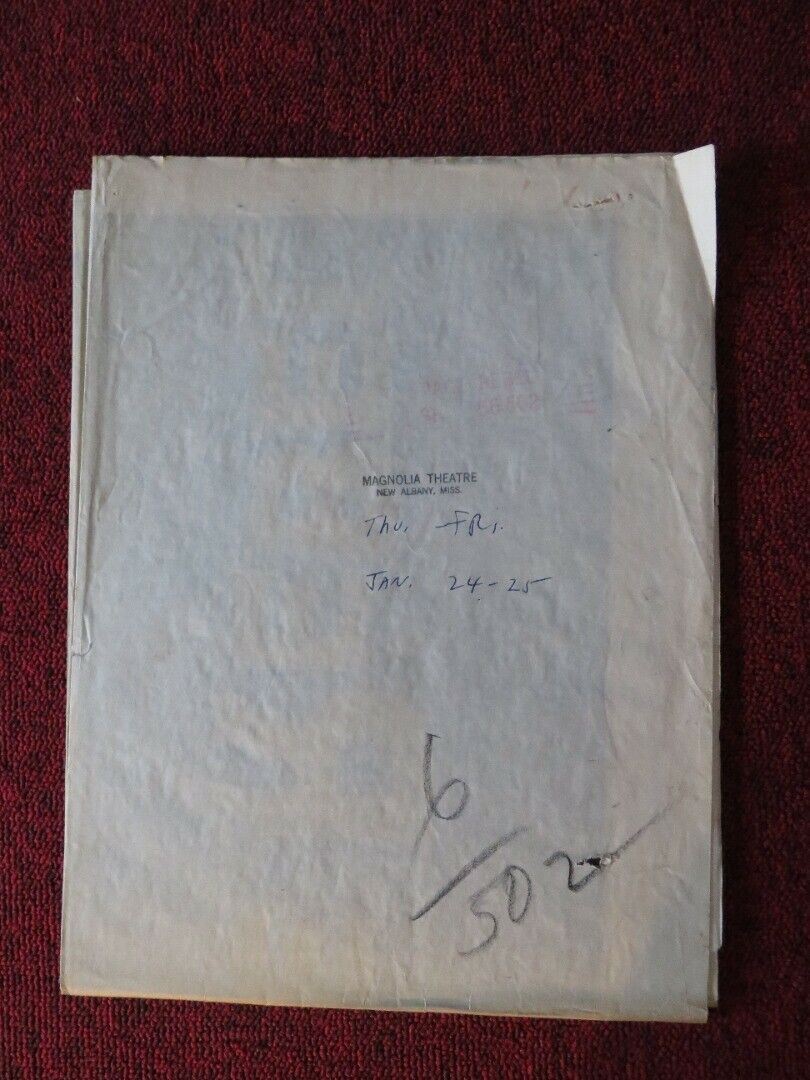 MAGNOLIA THEATRE
NEW ALBANY, MISS.
Thu. - FRi.
JAN. 24-25
6/502